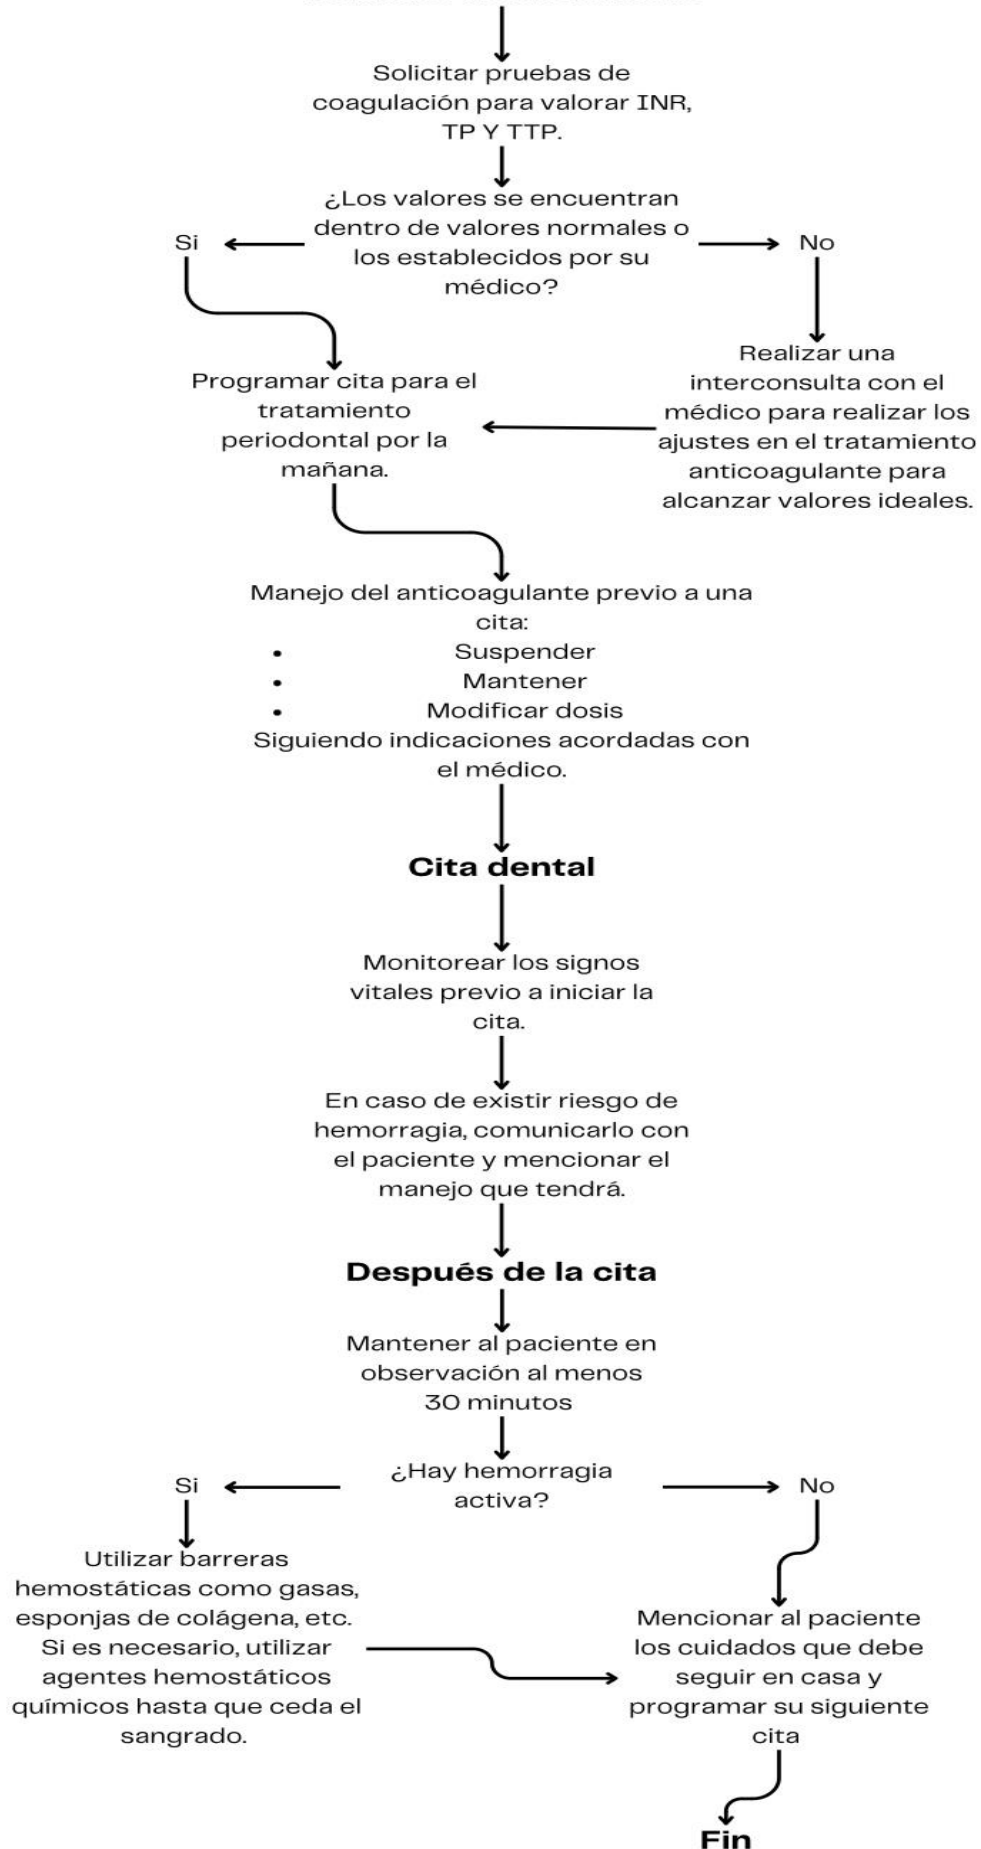 Solicitar pruebas de
coagulación para valorar INR,
TP Y TTP.
¿Los valores se encuentran
dentro de valores normales o
los establecidos por su
médico?
Si
No
Programar cita para el
tratamiento
periodontal por la
mañana.
Realizar una
interconsulta con el
médico para realizar los
ajustes en el tratamiento
anticoagulante para
alcanzar valores ideales.
Manejo del anticoagulante previo a una
cita:
• Suspender
• Mantener
• Modificar dosis
Siguiendo indicaciones acordadas con
el médico.
Cita dental
Monitorear los signos
vitales previo a iniciar la
cita.
En caso de existir riesgo de
hemorragia, comunicarlo con
el paciente y mencionar el
manejo que tendrá.
Después de la cita
Mantener al paciente en
observación al menos
30 minutos
¿Hay hemorragia
activa?
Si
No
Utilizar barreras
hemostáticas como gasas,
esponjas de colágena, etc.
Si es necesario, utilizar
agentes hemostáticos
químicos hasta que ceda el
sangrado.
Mencionar al paciente
los cuidados que debe
seguir en casa y
programar su siguiente
cita
Fin